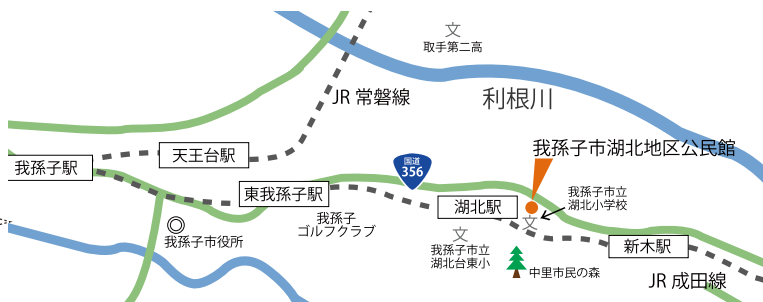 文
取手第二高
JR 常磐線
利根川
我孫子市湖北地区公民館
天王台駅
我孫子駅
国道
356
東我孫子駅
湖北駅
我孫子市立
湖北小学校
文
我孫子
ゴルフクラブ
我孫子市役所
文
我孫子市立
湖北台東小
中里市民の森
新木駅
JR 成田線